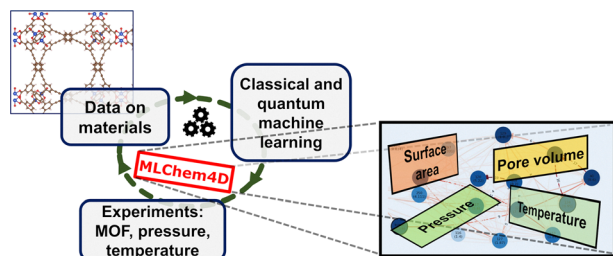 Data on
materials
Classical and
quantum
machine
learning
MLChem4D
Experiments:
MOF, pressure,
temperature
Surface
area
Pore volume
Pressure
Temperature